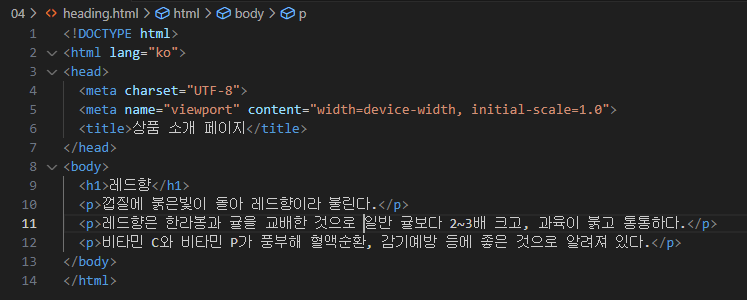 04 > heading.html > html > body > p
1 <!DOCTYPE html>
2 <html lang="ko">
3 <head>
4 <meta charset="UTF-8">
5 <meta name="viewport" content="width=device-width, initial-scale=1.0">
6 <title>상품 소개 페이지</title>
7 </head>
8 <body>
9 <h1>레드향</h1>
10 <p>껍질에 붉은빛이 돌아 레드향이라 불린다.</p>
11 <p>레드향은 한라봉과 귤을 교배한 것으로 일반 귤보다 2~3배 크고, 과육이 붉고 통통하다.</p>
12 <p>비타민 C와 비타민 P가 풍부해 혈액순환, 감기예방 등에 좋은 것으로 알려져 있다.</p>
13 </body>
14 </html>